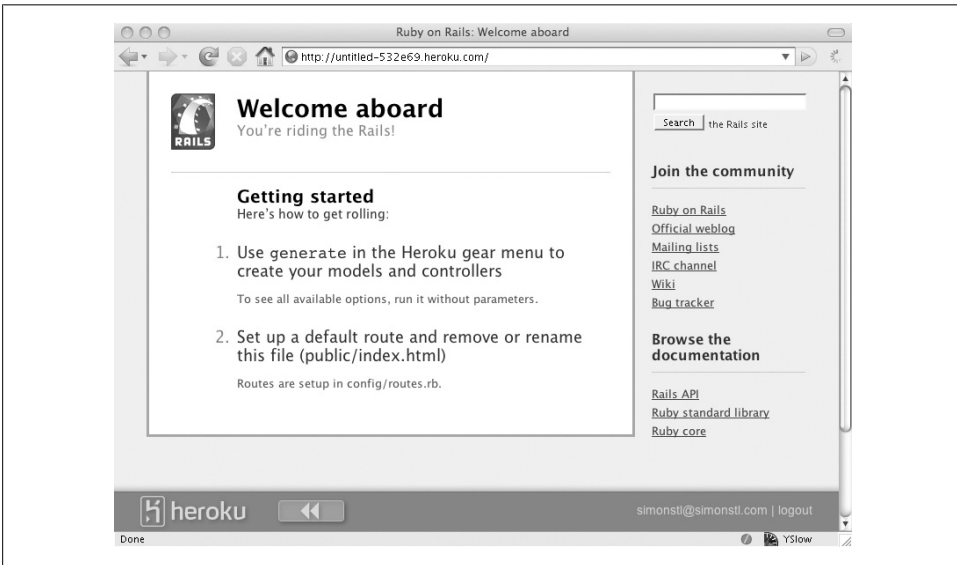 Ruby on Rails: Welcome aboard
http://untitled-532e69.heroku.com/
RAILS
Welcome aboard
You're riding the Rails!
Getting started
Here's how to get rolling:
1. Use generate in the Heroku gear menu to
create your models and controllers
To see all available options, run it without parameters.
2. Set up a default route and remove or rename
this file (public/index.html)
Routes are setup in config/routes.rb.
Search the Rails site
Join the community
Ruby on Rails
Official weblog
Mailing lists
IRC channel
Wiki
Bug tracker
Browse the
documentation
Rails API
Ruby standard library
Ruby core
heroku
simonstl@simonstl.com | logout
Done
YSlow